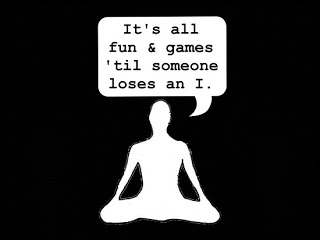 It's all
fun & games
'til someone
loses an I.